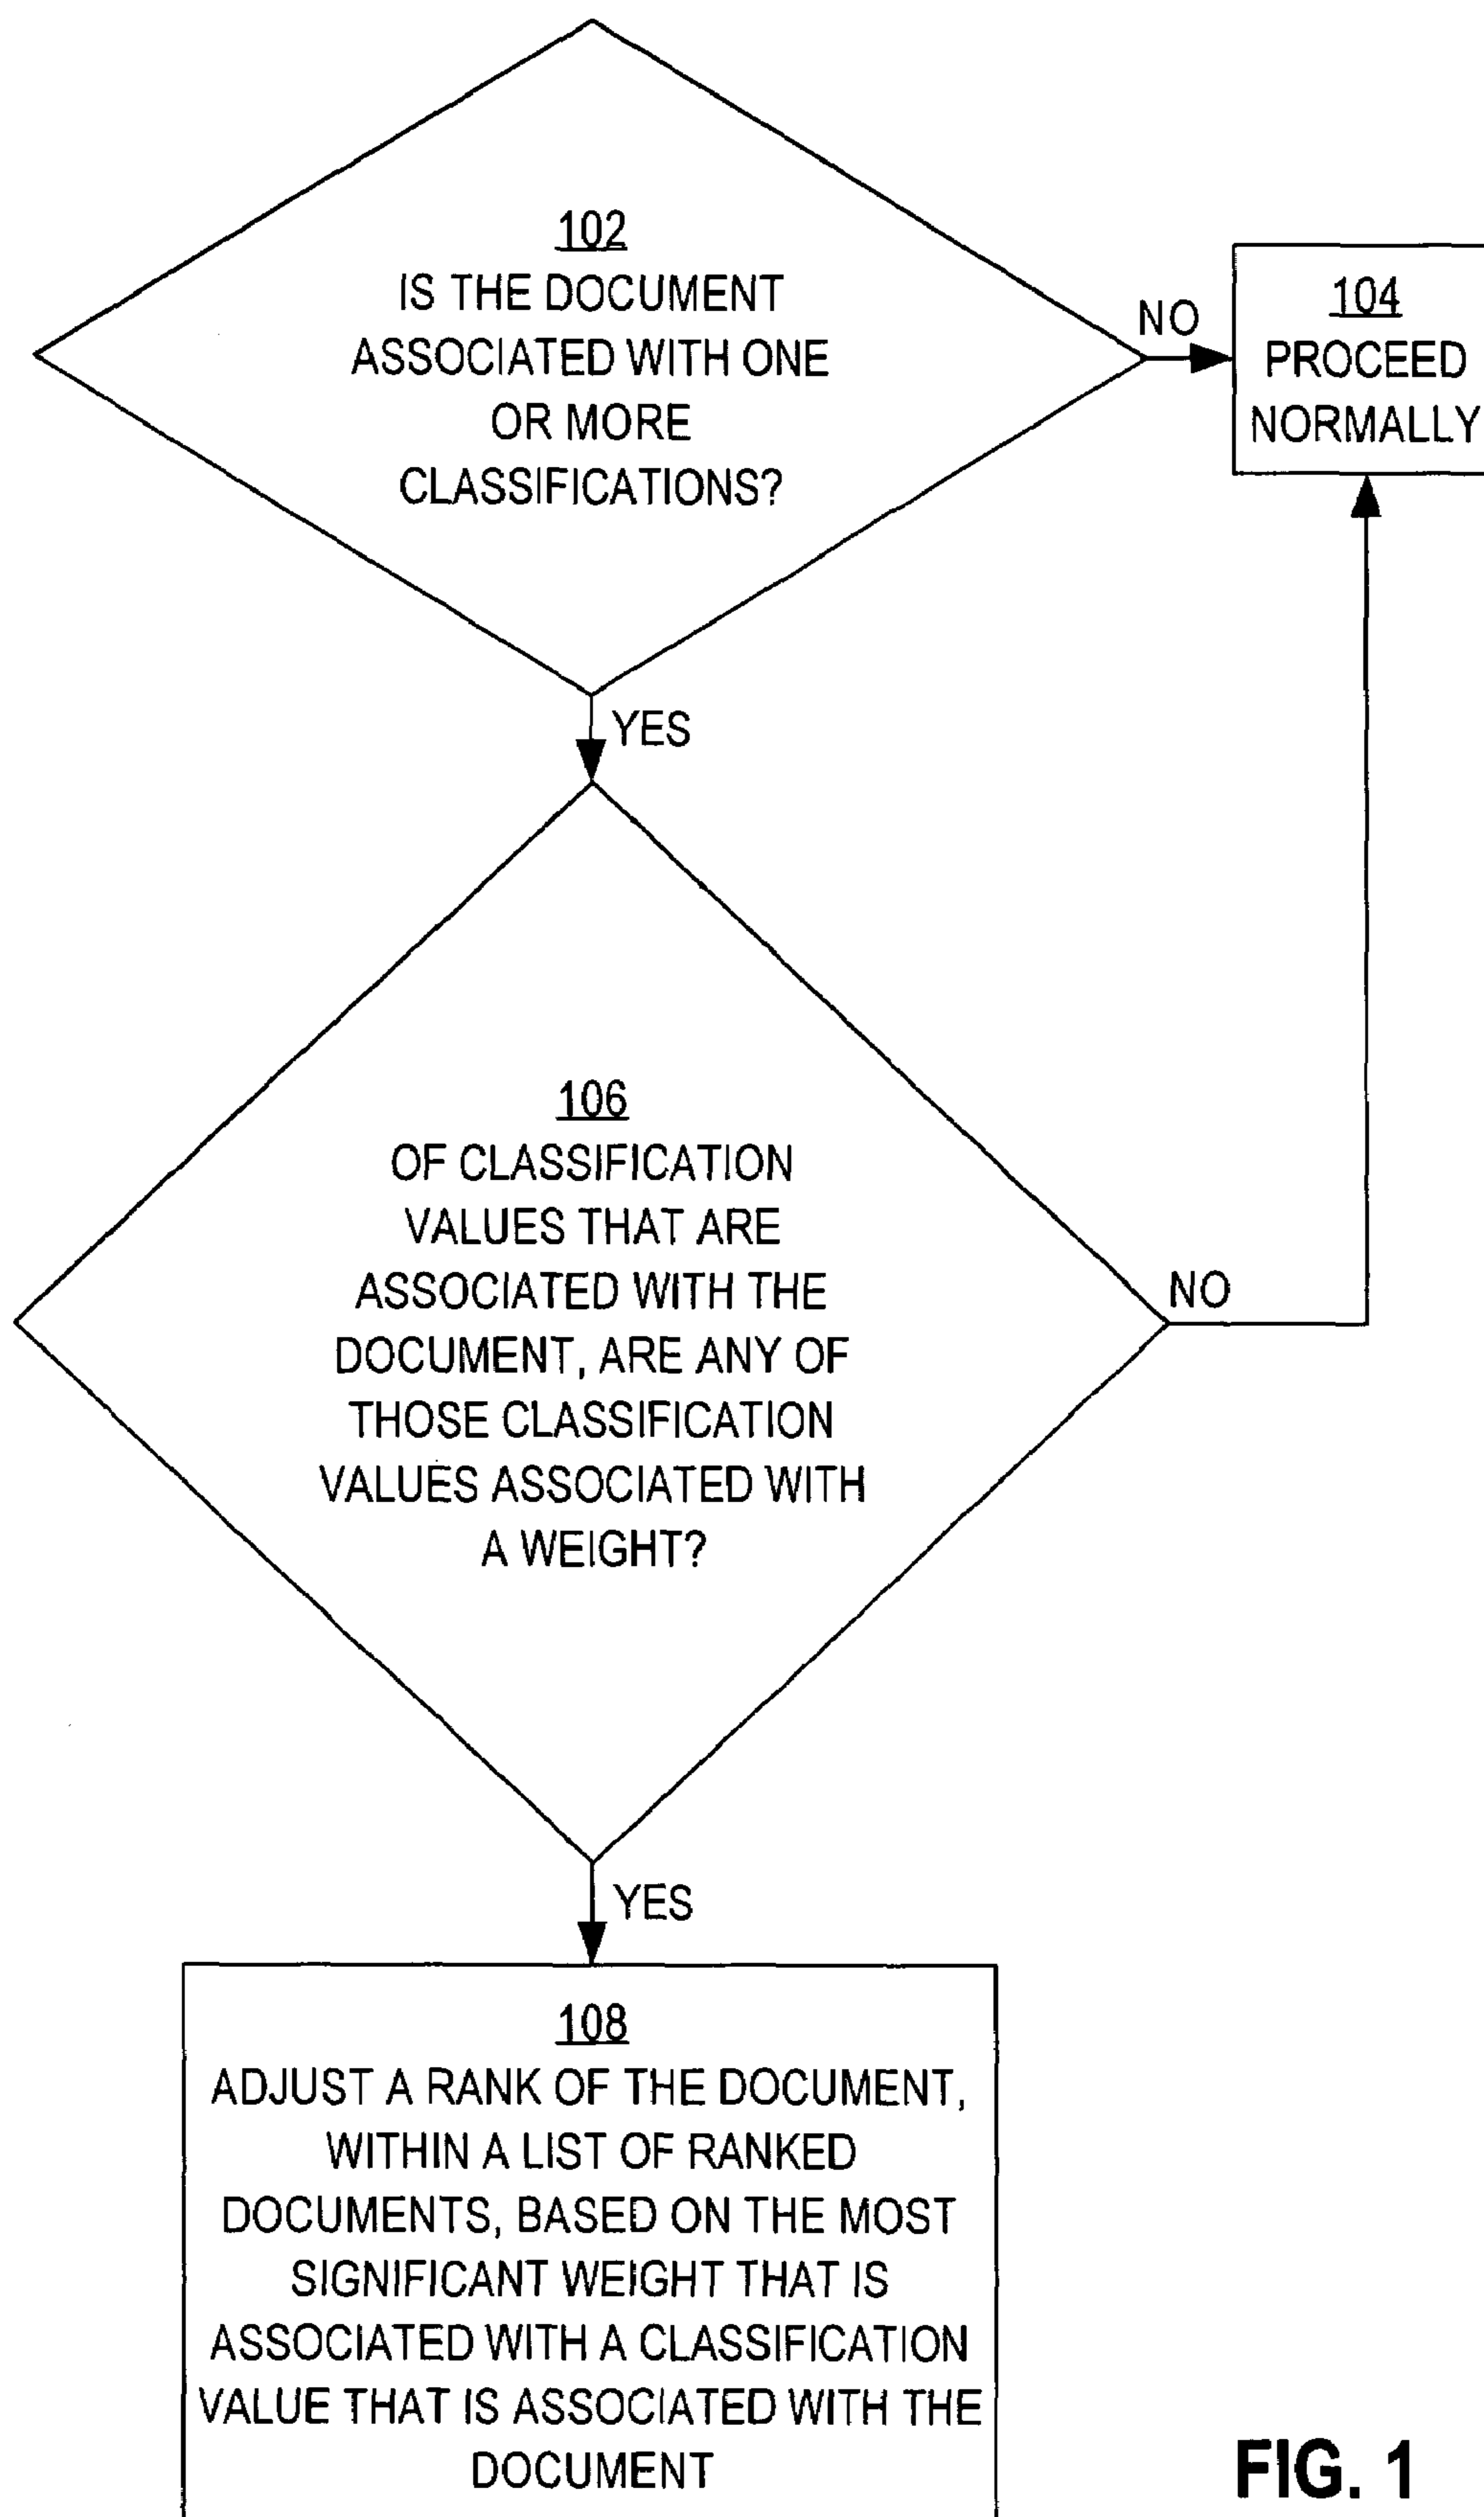 102
IS THE DOCUMENT
ASSOCIATED WITH ONE
OR MORE
CLASSIFICATIONS?
NO
104
PROCEED
NORMALLY
YES
106
OF CLASSIFICATION
VALUES THAT ARE
ASSOCIATED WITH THE
DOCUMENT, ARE ANY OF
THOSE CLASSIFICATION
VALUES ASSOCIATED WITH
A WEIGHT?
NO
YES
108
ADJUST A RANK OF THE DOCUMENT,
WITHIN A LIST OF RANKED
DOCUMENTS, BASED ON THE MOST
SIGNIFICANT WEIGHT THAT IS
ASSOCIATED WITH A CLASSIFICATION
VALUE THAT IS ASSOCIATED WITH THE
DOCUMENT
FIG. 1